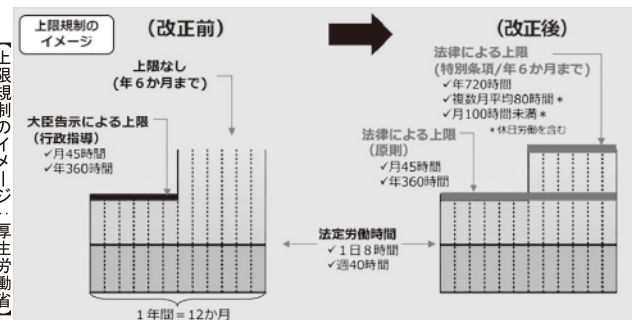 【上限規制のイメージ：厚生労働省】
上限規制の
イメージ
（改正前）
上限なし
(年６か月まで)
大臣告示による上限
（行政指導）
✓月45時間
✓年360時間
1年間＝12か月
法定労働時間
✓1日８時間
✓週40時間
（改正後）
法律による上限
(特別条項/年６か月まで)
✓年720時間
✓複数月平均80時間＊
✓月100時間未満＊
＊休日労働を含む
法律による上限
（原則）
✓月45時間
✓年360時間